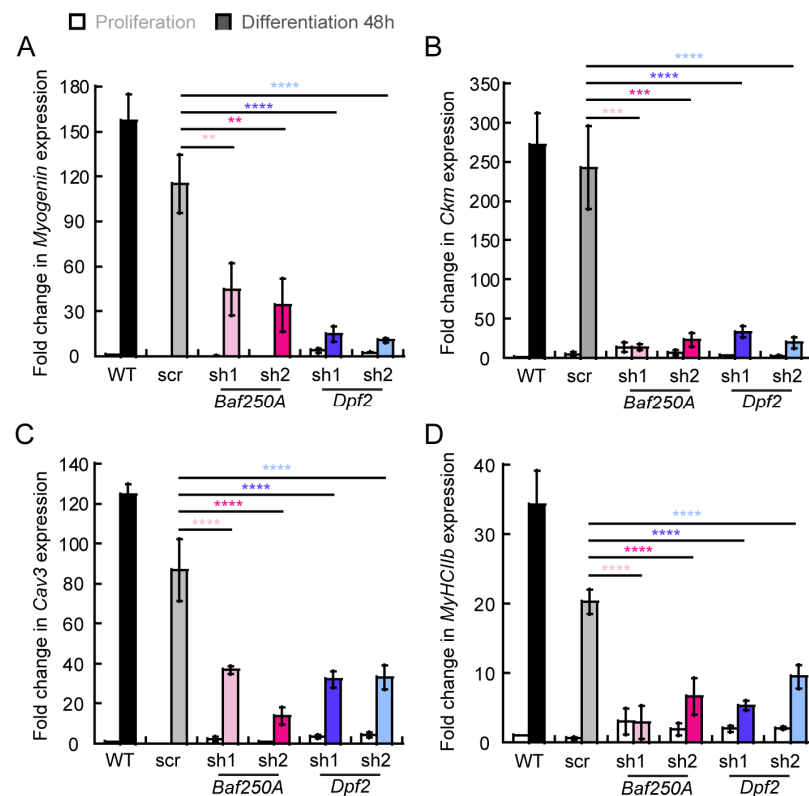 Proliferation Differentiation 48h
A
Fold change in Myogenin expression
180
150
120
90
60
30
0
****
****
**
**
WT scr sh1 sh2 sh1 sh2
Baf250A Dpf2
B
Fold change in Ckm expression
350
300
250
200
150
100
50
0
****
****
***
***
WT scr sh1 sh2 sh1 sh2
Baf250A Dpf2
C
Fold change in Cav3 expression
140
120
100
80
60
40
20
0
****
****
****
****
WT scr sh1 sh2 sh1 sh2
Baf250A Dpf2
D
Fold change in MyHCIIb expression
40
30
20
10
0
****
****
****
****
WT scr sh1 sh2 sh1 sh2
Baf250A Dpf2